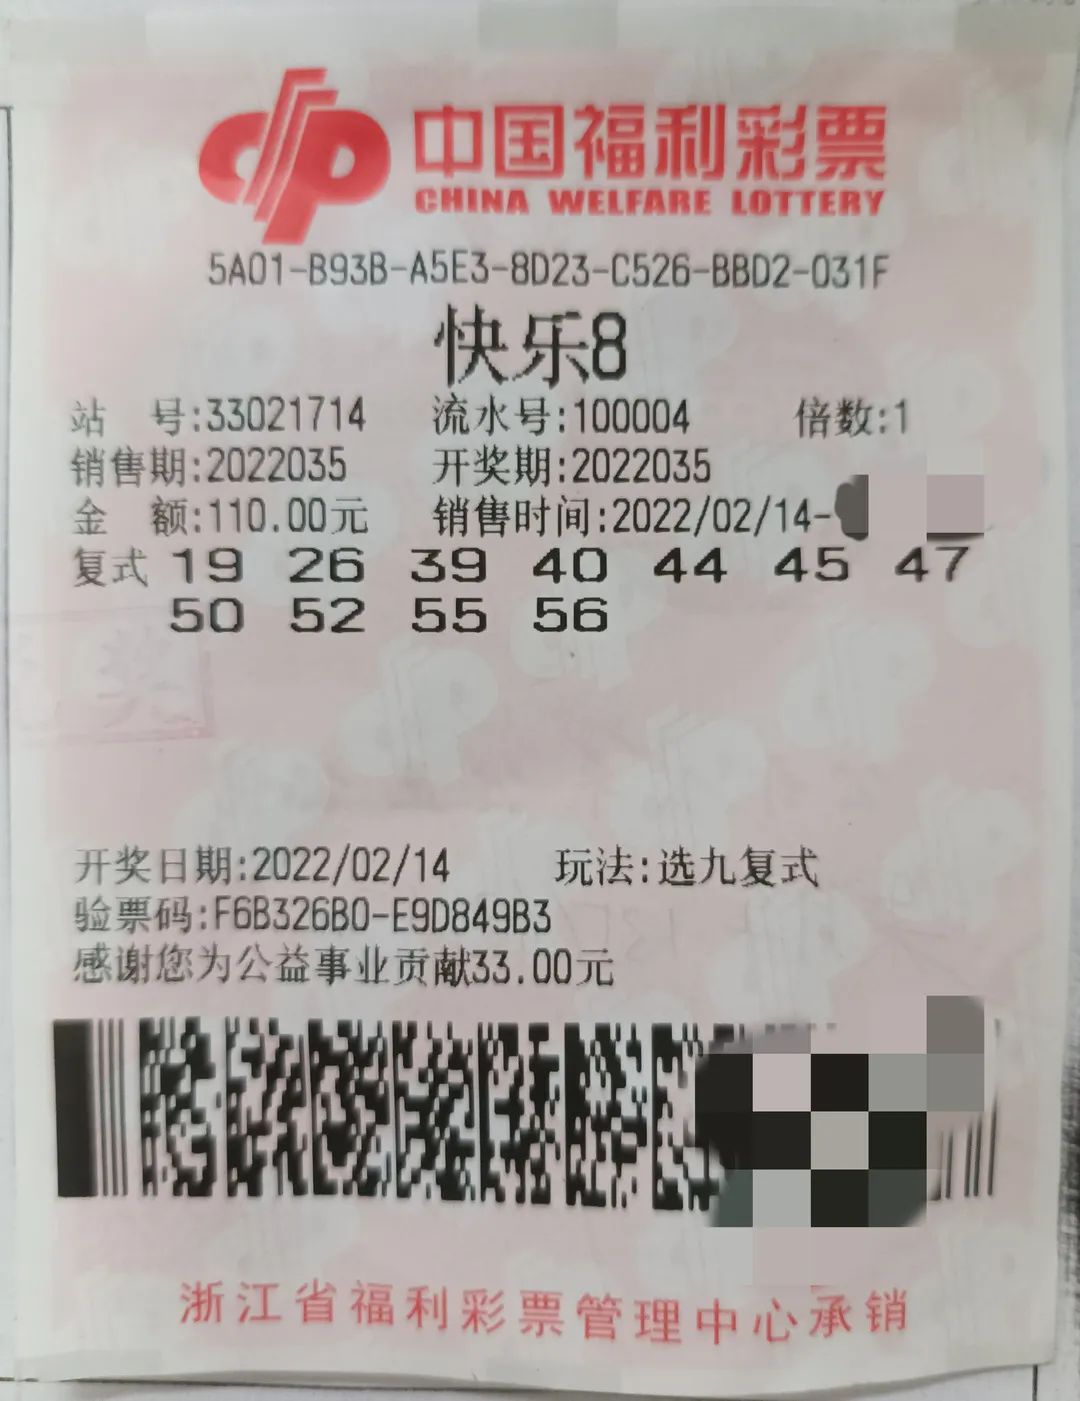 中国福利彩票
CHINA WELFARE LOTTERY
5A01-B93B-A5E3-8D23-C526-BBD2-031F
快乐8
站 号:33021714 流水号:100004 倍数:1
销售期:2022035 开奖期:2022035
金 额:110.00元 销售时间:2022/02/14-
复式 19 26 39 40 44 45 47
50 52 55 56
奖
开奖日期:2022/02/14 玩法:选九复式
验票码:F6B326B0-E9D849B3
感谢您为公益事业贡献33.00元
浙江省福利彩票管理中心承销